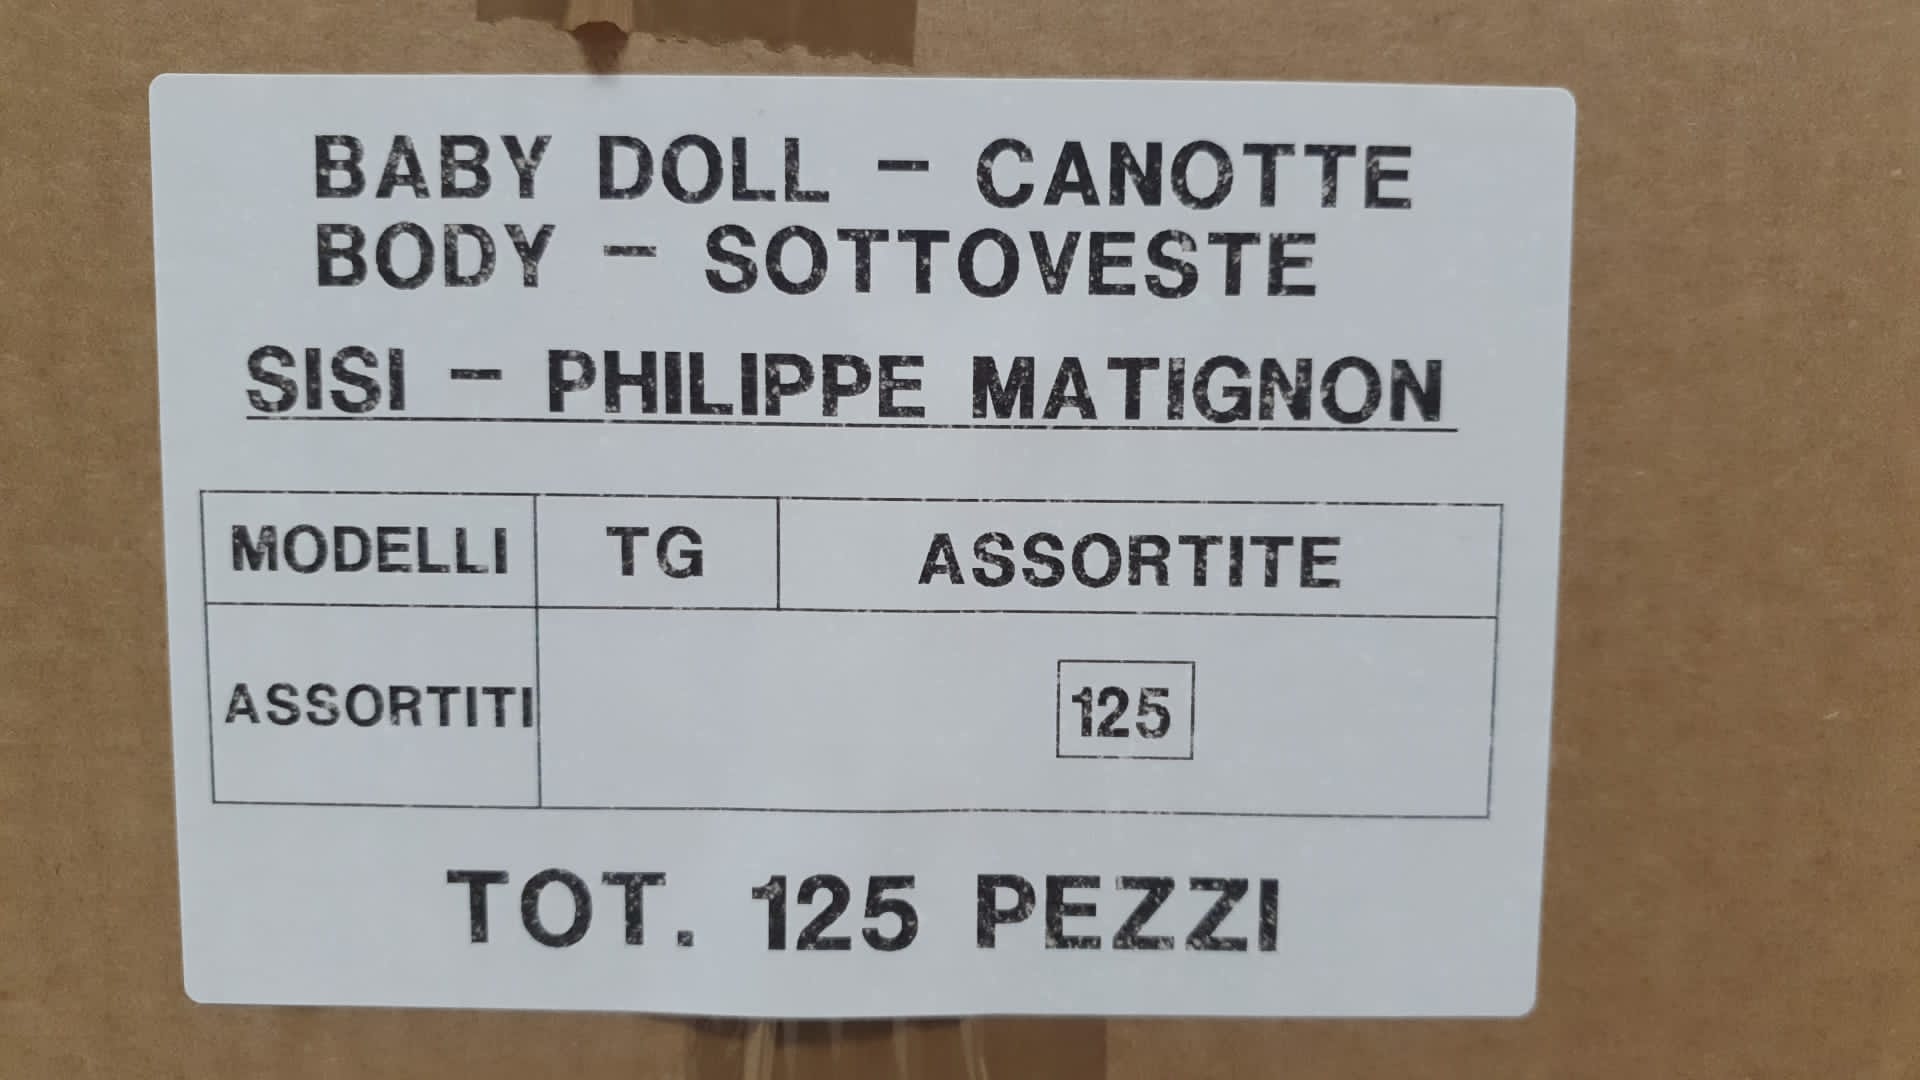 BABY DOLL - CANOTTE
BODY - SOTTOVESTE
SISI - PHILIPPE MATIGNON
MODELLI TG ASSORTITE
ASSORTITI 125
TOT. 125 PEZZI